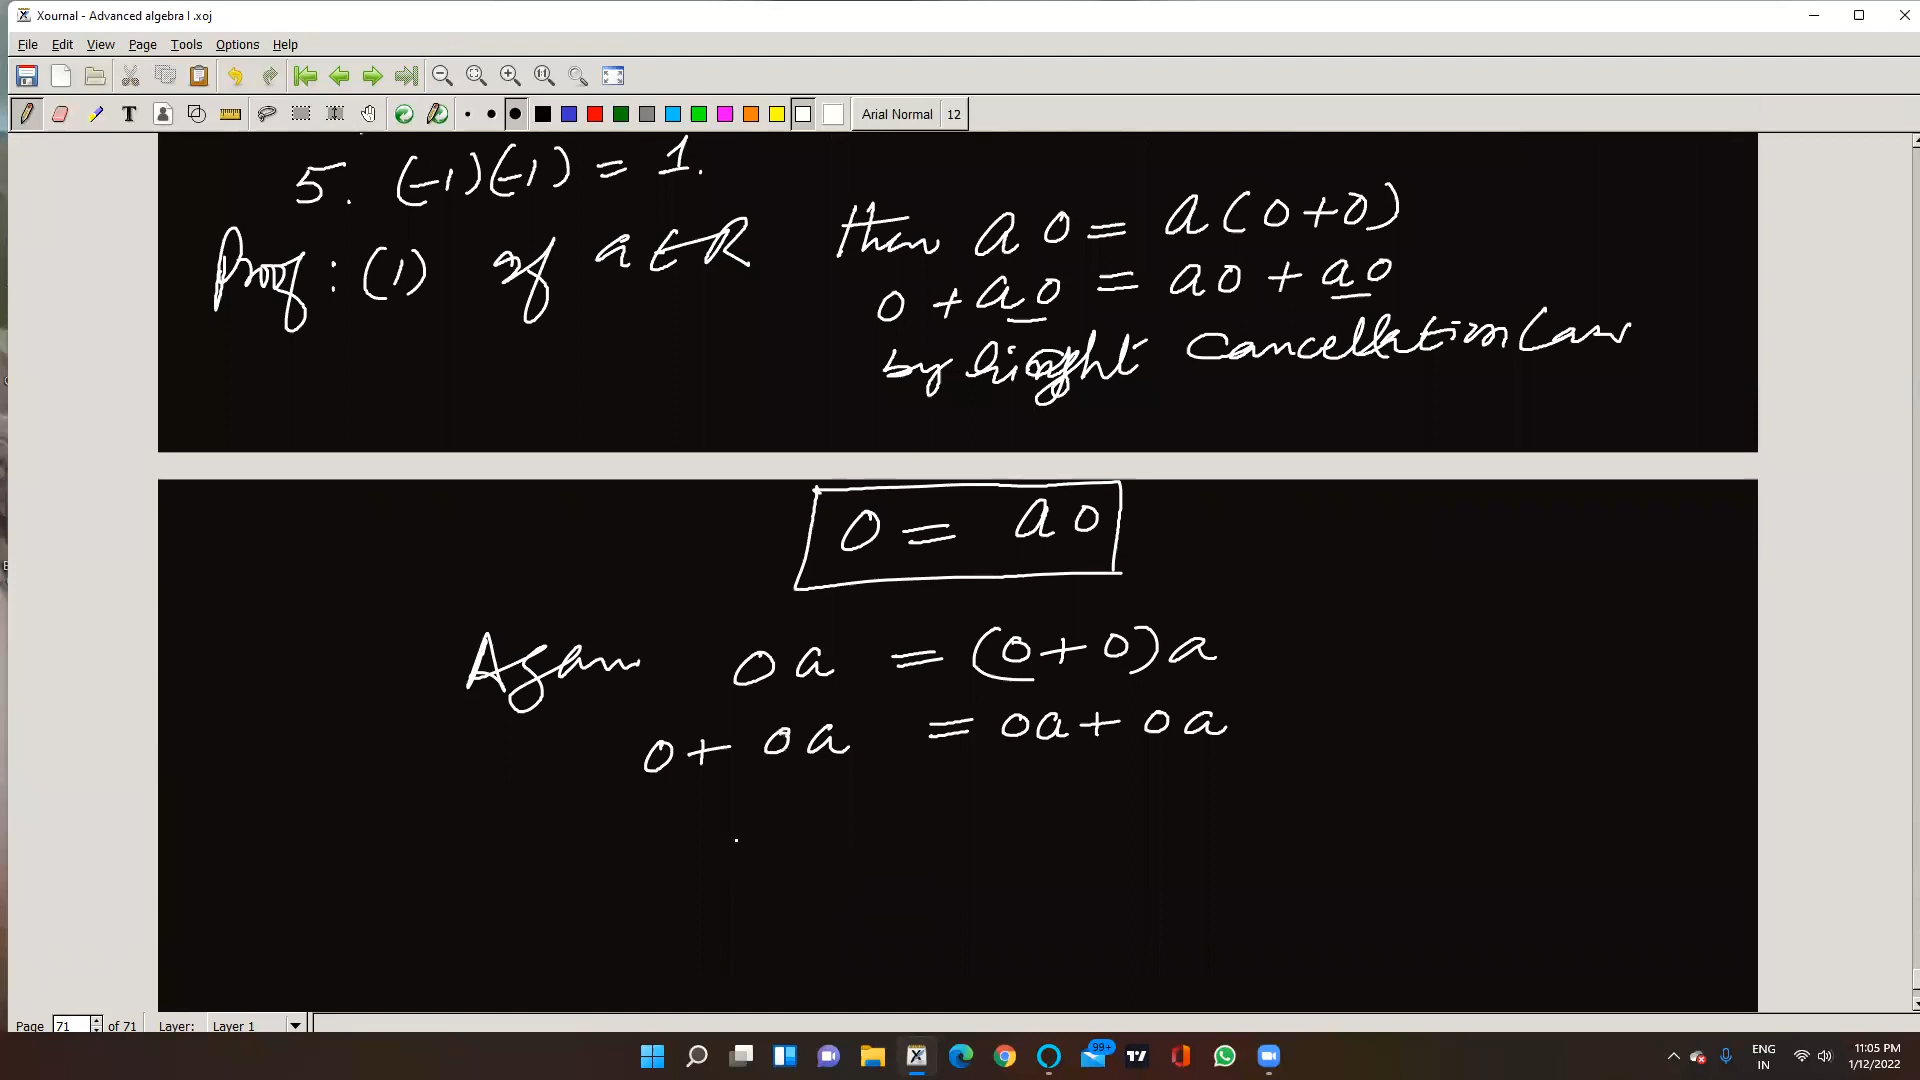 Xournal - Advanced algebra I .xoj
File Edit View Page Tools Options Help
T Arial Normal 12
5. (-1)(-1) = 1.
Proof : (1) If a ∈ R then a0 = a(0+0)
0 + a0 = a0 + a0
by right Cancellation law
0 = a0
Again 0a = (0+0)a
0 + 0a = 0a + 0a
Page 71 of 71 Layer: Layer 1
99+
ENG
IN
11:05 PM
1/12/2022